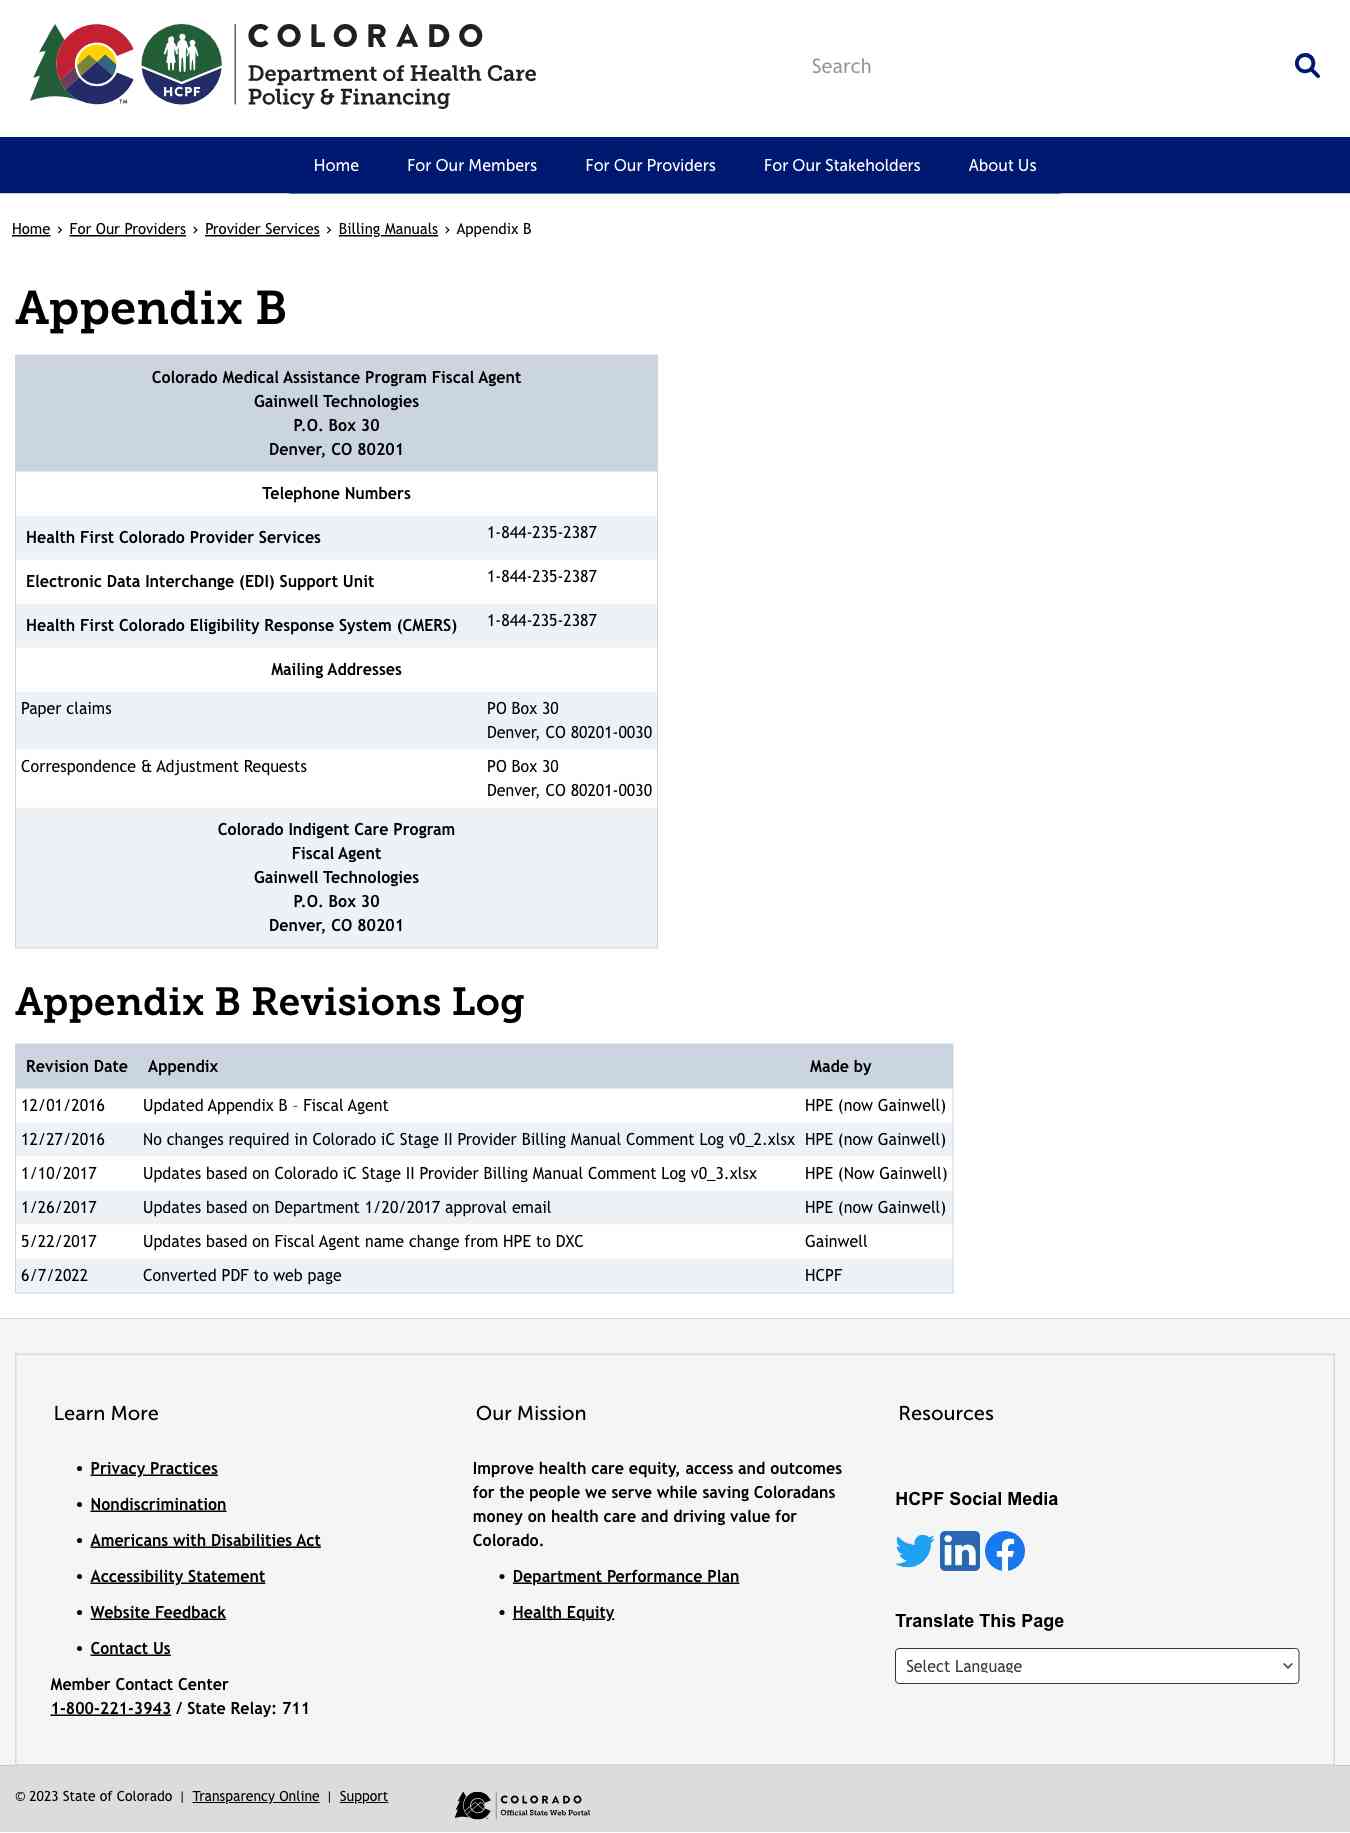 COLORADO
Department of Health Care
Policy & Financing
HCPF
TM
Search
Home For Our Members For Our Providers For Our Stakeholders About Us
Home › For Our Providers › Provider Services › Billing Manuals › Appendix B
Appendix B
Colorado Medical Assistance Program Fiscal Agent
Gainwell Technologies
P.O. Box 30
Denver, CO 80201
Telephone Numbers
Health First Colorado Provider Services 1-844-235-2387
Electronic Data Interchange (EDI) Support Unit 1-844-235-2387
Health First Colorado Eligibility Response System (CMERS) 1-844-235-2387
Mailing Addresses
Paper claims PO Box 30
Denver, CO 80201-0030
Correspondence & Adjustment Requests PO Box 30
Denver, CO 80201-0030
Colorado Indigent Care Program
Fiscal Agent
Gainwell Technologies
P.O. Box 30
Denver, CO 80201
Appendix B Revisions Log
Revision Date Appendix Made by
12/01/2016 Updated Appendix B – Fiscal Agent HPE (now Gainwell)
12/27/2016 No changes required in Colorado iC Stage II Provider Billing Manual Comment Log v0_2.xlsx HPE (now Gainwell)
1/10/2017 Updates based on Colorado iC Stage II Provider Billing Manual Comment Log v0_3.xlsx HPE (Now Gainwell)
1/26/2017 Updates based on Department 1/20/2017 approval email HPE (now Gainwell)
5/22/2017 Updates based on Fiscal Agent name change from HPE to DXC Gainwell
6/7/2022 Converted PDF to web page HCPF
Learn More
• Privacy Practices
• Nondiscrimination
• Americans with Disabilities Act
• Accessibility Statement
• Website Feedback
• Contact Us
Member Contact Center
1-800-221-3943 / State Relay: 711
Our Mission
Improve health care equity, access and outcomes
for the people we serve while saving Coloradans
money on health care and driving value for
Colorado.
• Department Performance Plan
• Health Equity
Resources
HCPF Social Media
in
Translate This Page
Select Language
© 2023 State of Colorado | Transparency Online | Support
COLORADO
Official State Web Portal